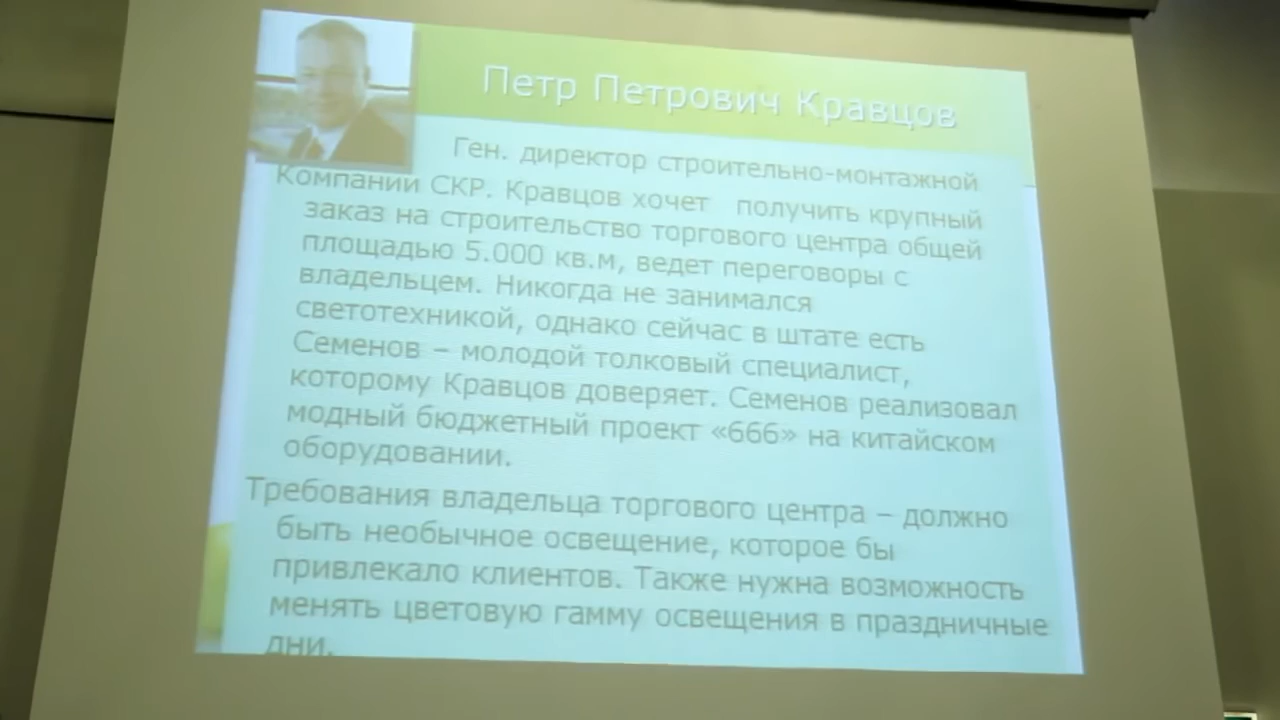 Петр Петрович Кравцов
Ген. директор строительно-монтажной
Компании СКР. Кравцов хочет получить крупный
заказ на строительство торгового центра общей
площадью 5.000 кв.м, ведет переговоры с
владельцем. Никогда не занимался
светотехникой, однако сейчас в штате есть
Семенов – молодой толковый специалист,
которому Кравцов доверяет. Семенов реализовал
модный бюджетный проект «666» на китайском
оборудовании.
Требования владельца торгового центра – должно
быть необычное освещение, которое бы
привлекало клиентов. Также нужна возможность
менять цветовую гамму освещения в праздничные
дни.